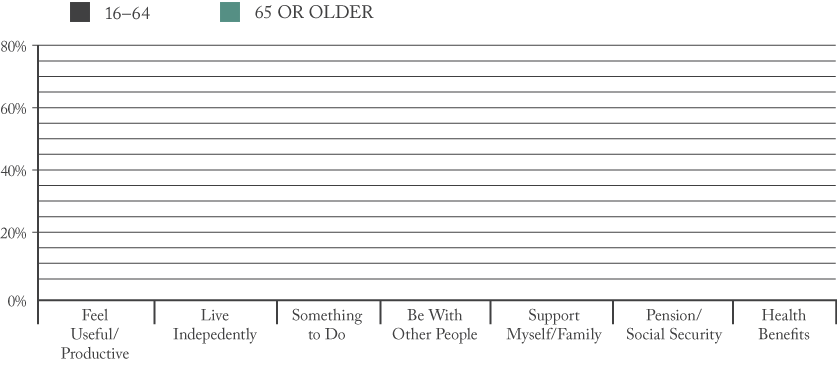 16–64
65 OR OLDER
80%
60%
40%
20%
0%
Feel
Useful/
Productive
Live
Indepedently
Something
to Do
Be With
Other People
Support
Myself/Family
Pension/
Social Security
Health
Benefits